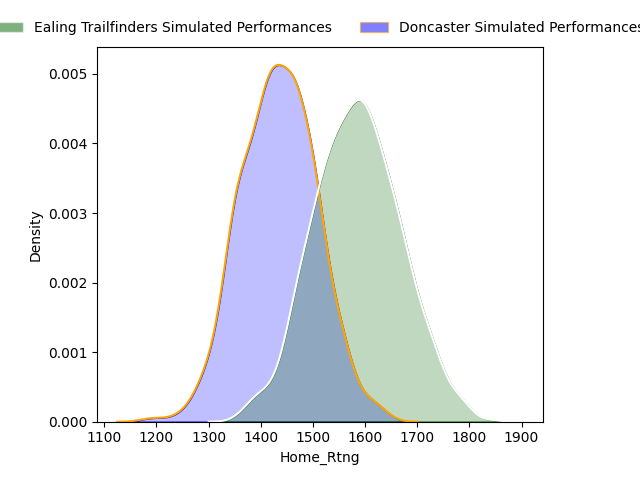 Ealing Trailfinders Simulated Performances Doncaster Simulated Performances
0.005
0.004
0.003
0.002
0.001
0.000
Density
1100 1200 1300 1400 1500 1600 1700 1800 1900
Home_Rtng